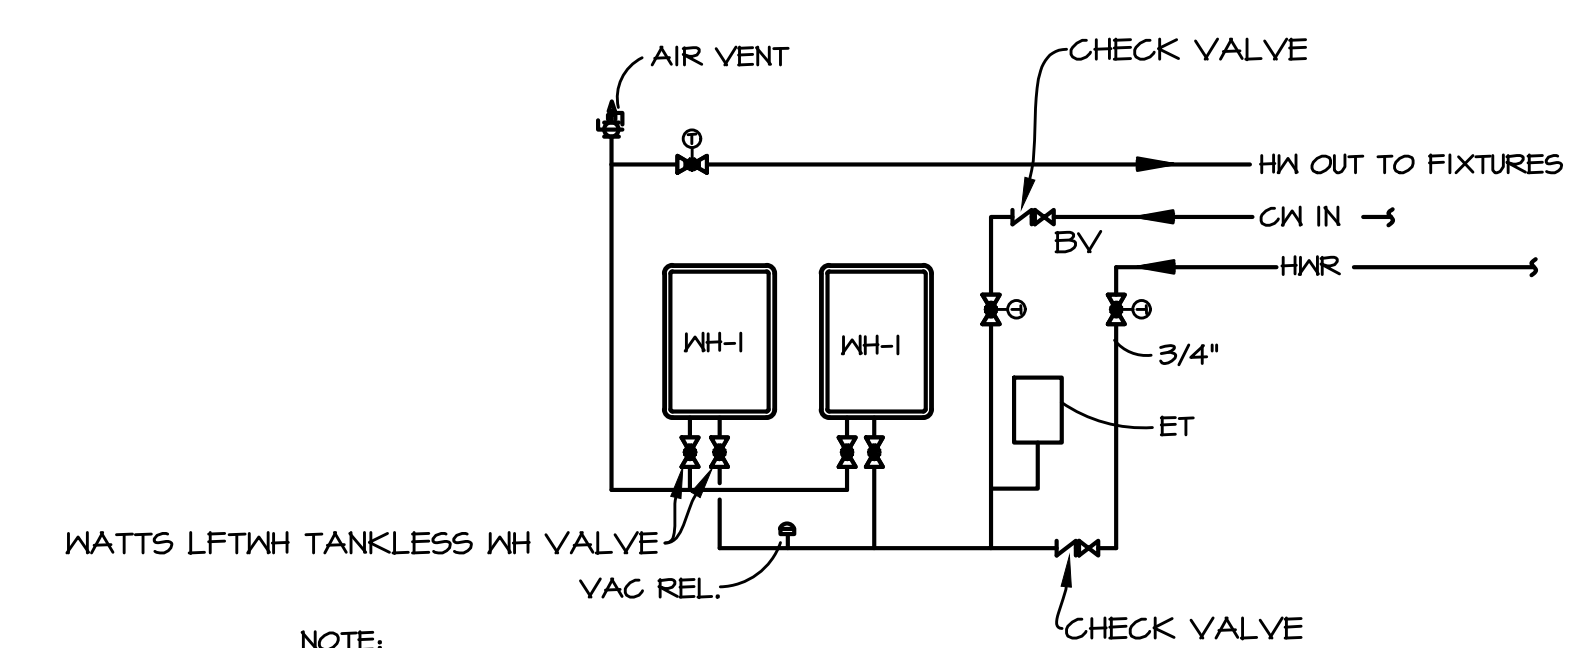 AIR VENT
CHECK VALVE
T
HW OUT TO FIXTURES
CW IN
BV
HWR
T
T
WH-1
WH-1
3/4"
ET
WATTS LFTWH TANKLESS WH VALVE
VAC REL.
CHECK VALVE
NOTE: